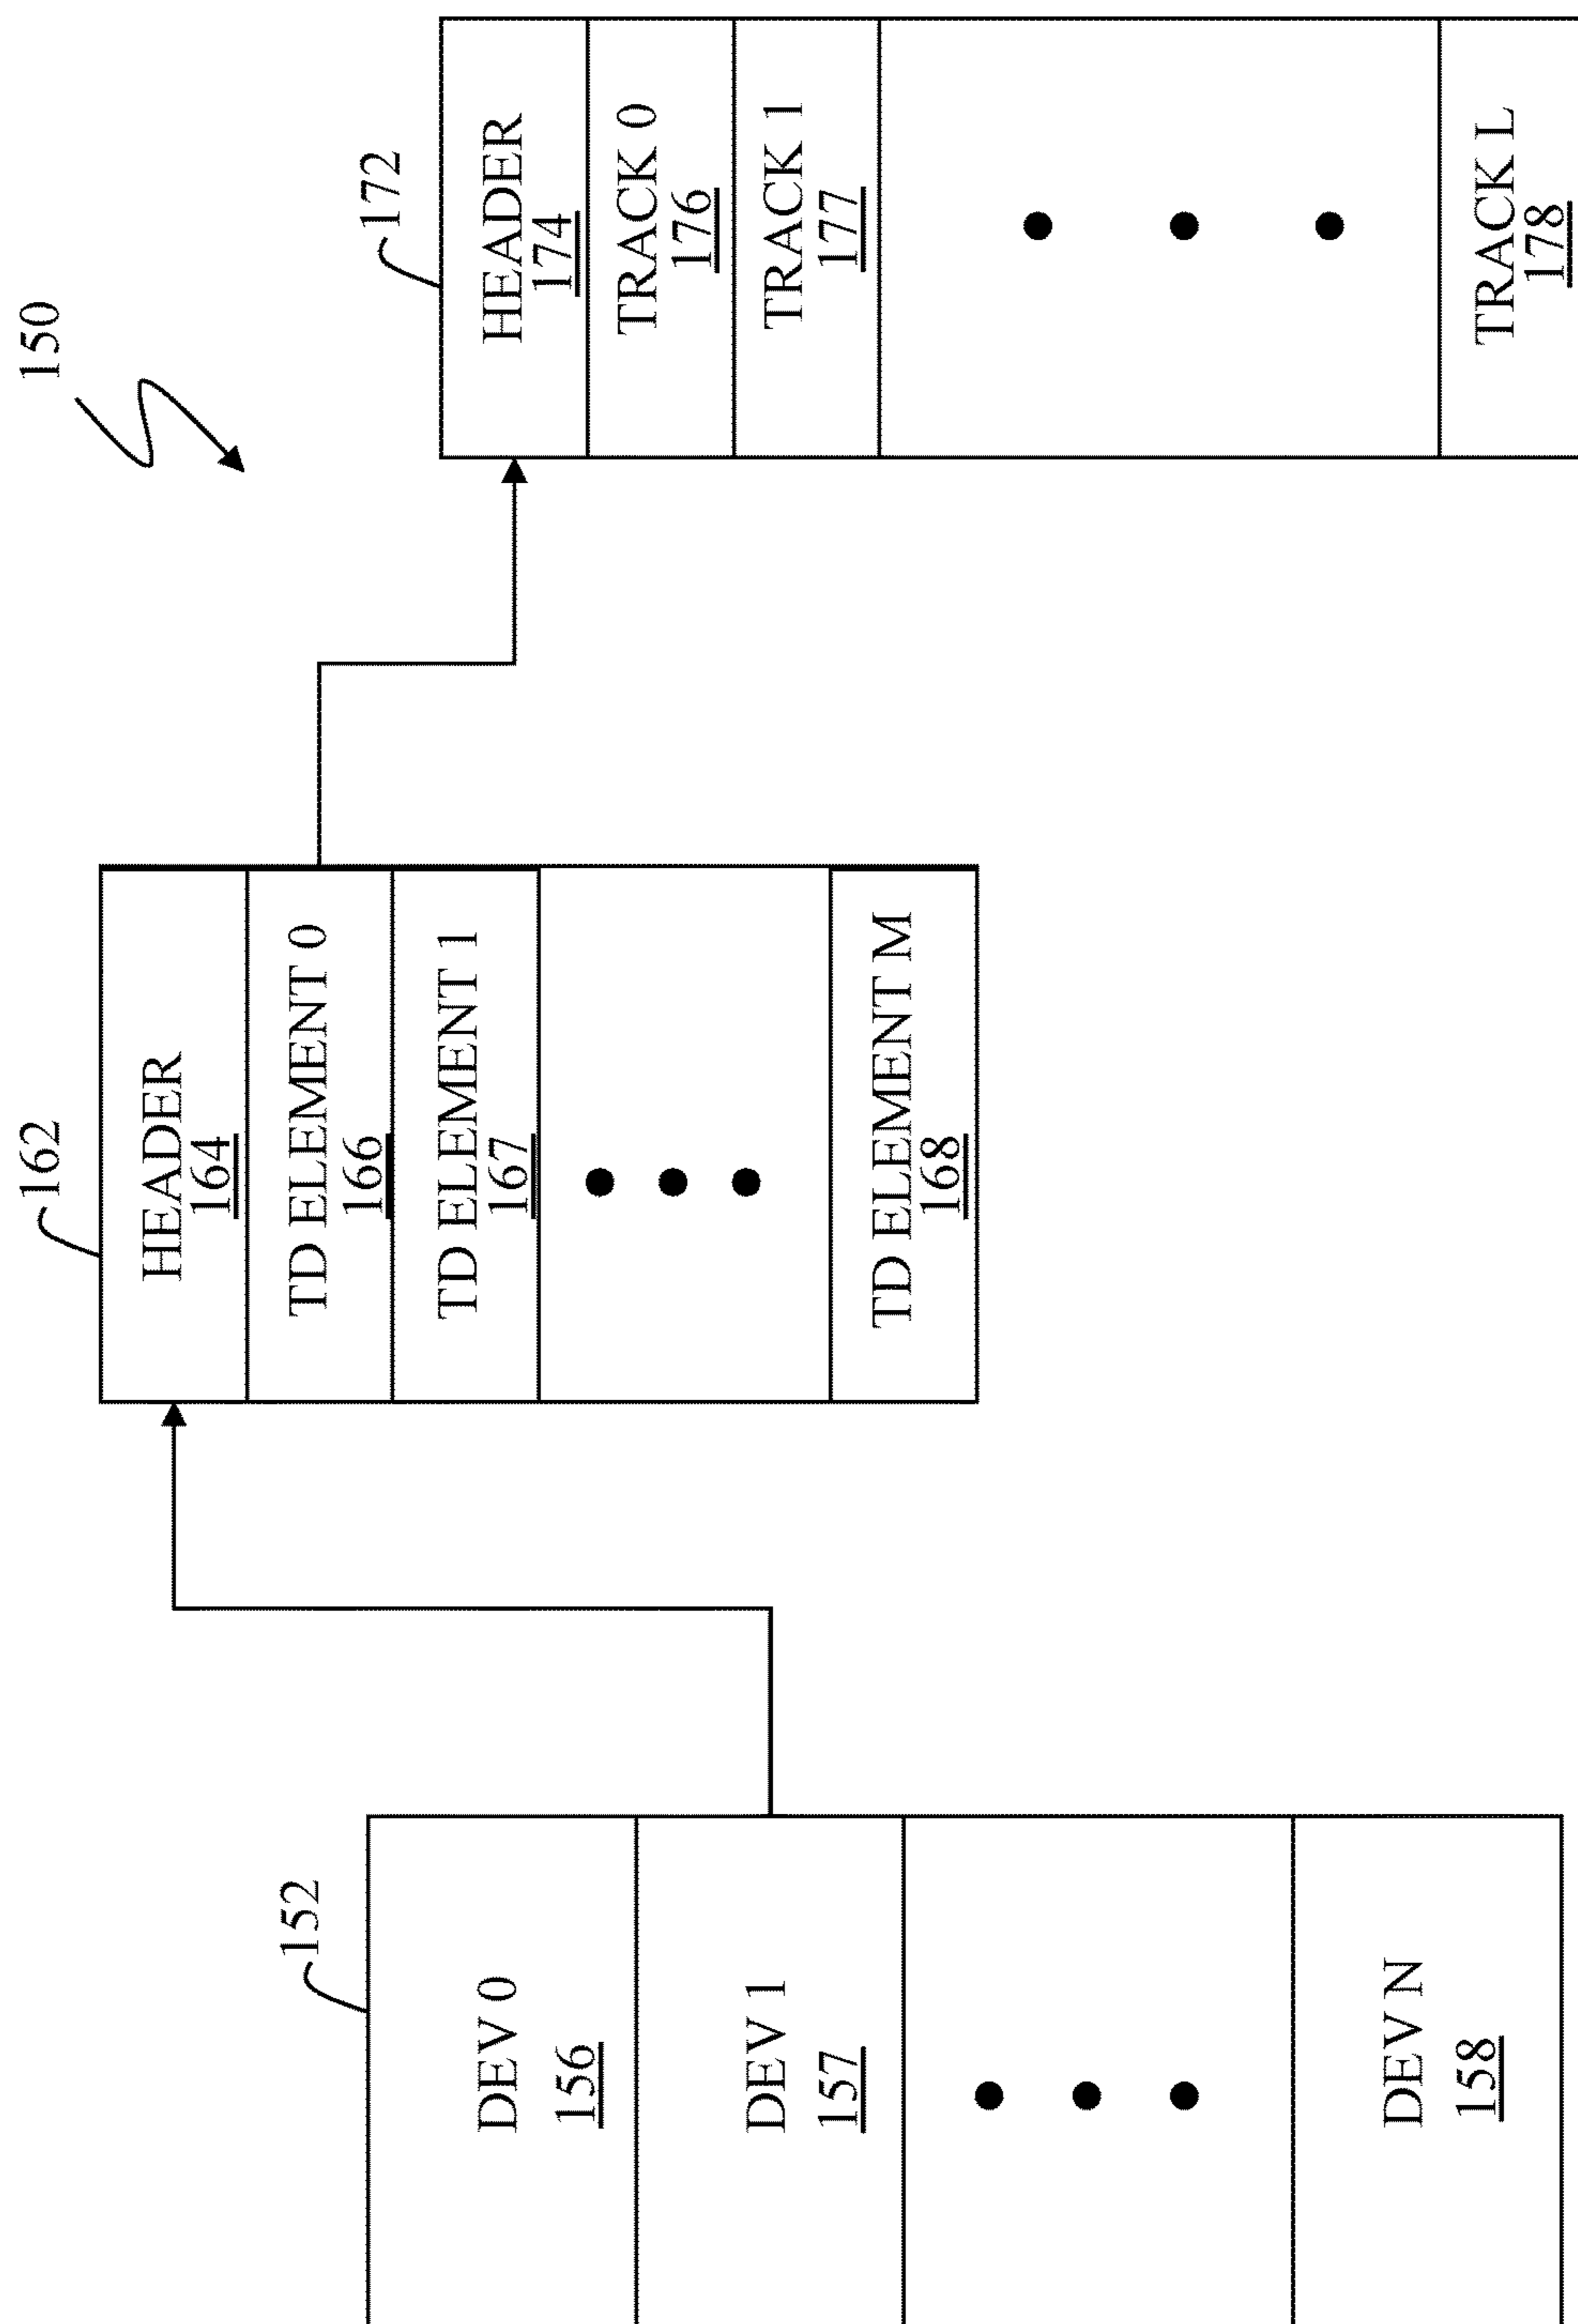 150
152
DEV 0
156
DEV 1
157
DEV N
158
162
HEADER
164
TD ELEMENT 0
166
TD ELEMENT 1
167
TD ELEMENT M
168
172
HEADER
174
TRACK 0
176
TRACK 1
177
TRACK L
178